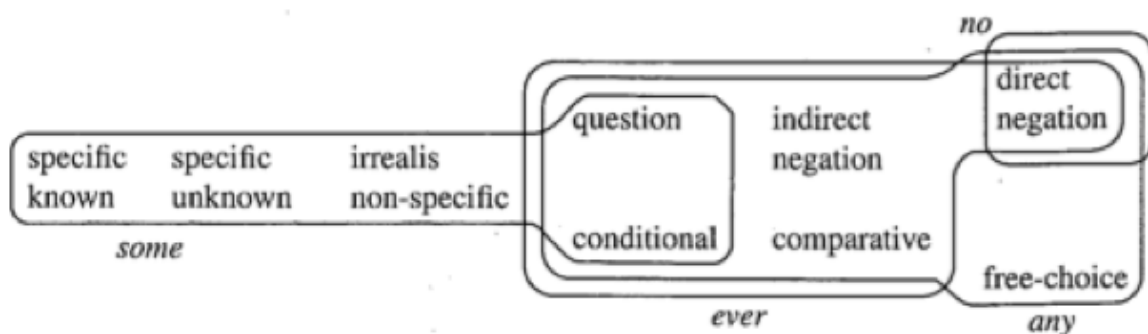 no
direct
question indirect negation
specific specific irrealis negation
known unknown non-specific
some
conditional comparative
free-choice
ever any